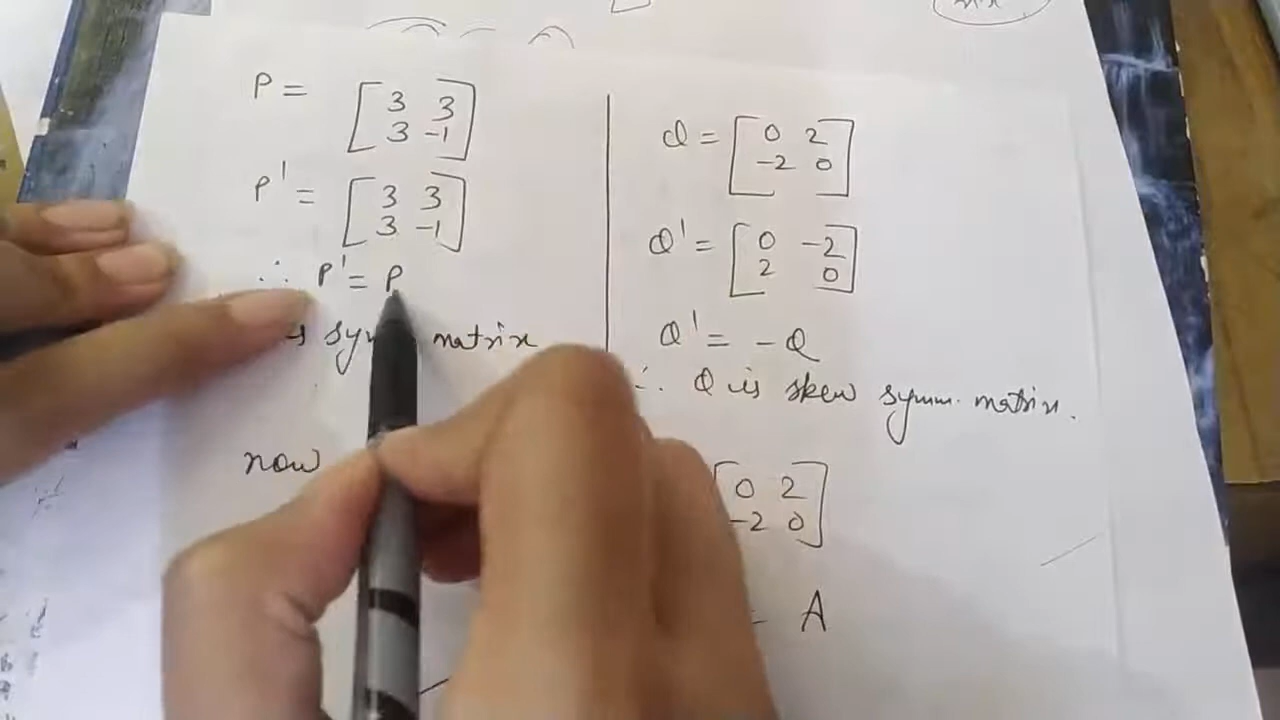 P = [ 3 3
3 -1 ]
P' = [ 3 3
3 -1 ]
∴ P' = P
matrix
now
Q = [ 0 2
-2 0 ]
Q' = [ 0 -2
2 0 ]
Q' = -Q
∴ Q is skew symm. matrix.
[ 0 2
-2 0 ]
= A